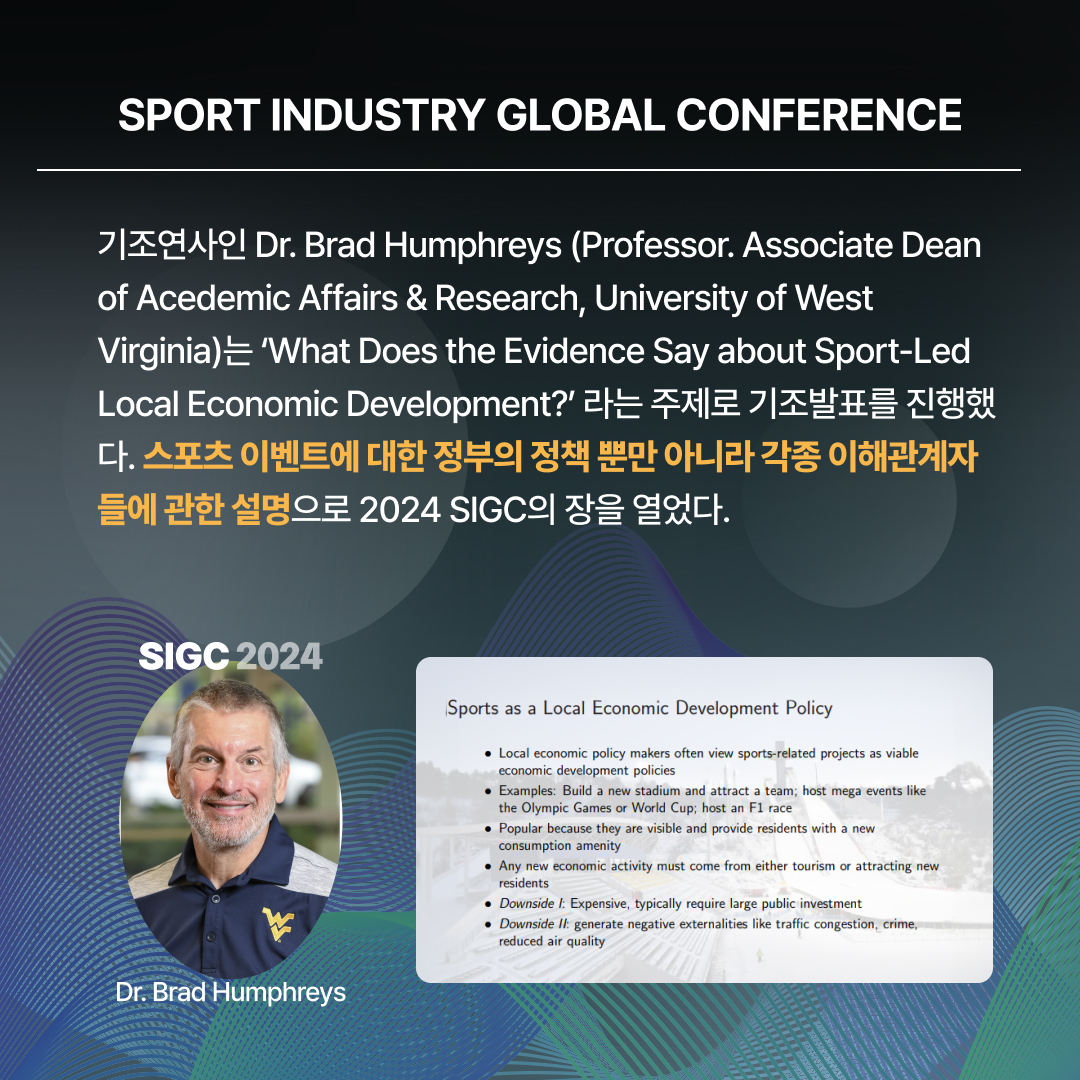 SPORT INDUSTRY GLOBAL CONFERENCE
기조연사인 Dr. Brad Humphreys (Professor. Associate Dean
of Acedemic Affairs & Research, University of West
Virginia)는 ‘What Does the Evidence Say about Sport-Led
Local Economic Development?’ 라는 주제로 기조발표를 진행했
다. 스포츠 이벤트에 대한 정부의 정책 뿐만 아니라 각종 이해관계자
들에 관한 설명으로 2024 SIGC의 장을 열었다.
SIGC 2024
WV
Dr. Brad Humphreys
Sports as a Local Economic Development Policy
● Local economic policy makers often view sports-related projects as viable
economic development policies
● Examples: Build a new stadium and attract a team; host mega events like
the Olympic Games or World Cup; host an F1 race
● Popular because they are visible and provide residents with a new
consumption amenity
● Any new economic activity must come from either tourism or attracting new
residents
● Downside I: Expensive, typically require large public investment
● Downside II: generate negative externalities like traffic congestion, crime,
reduced air quality